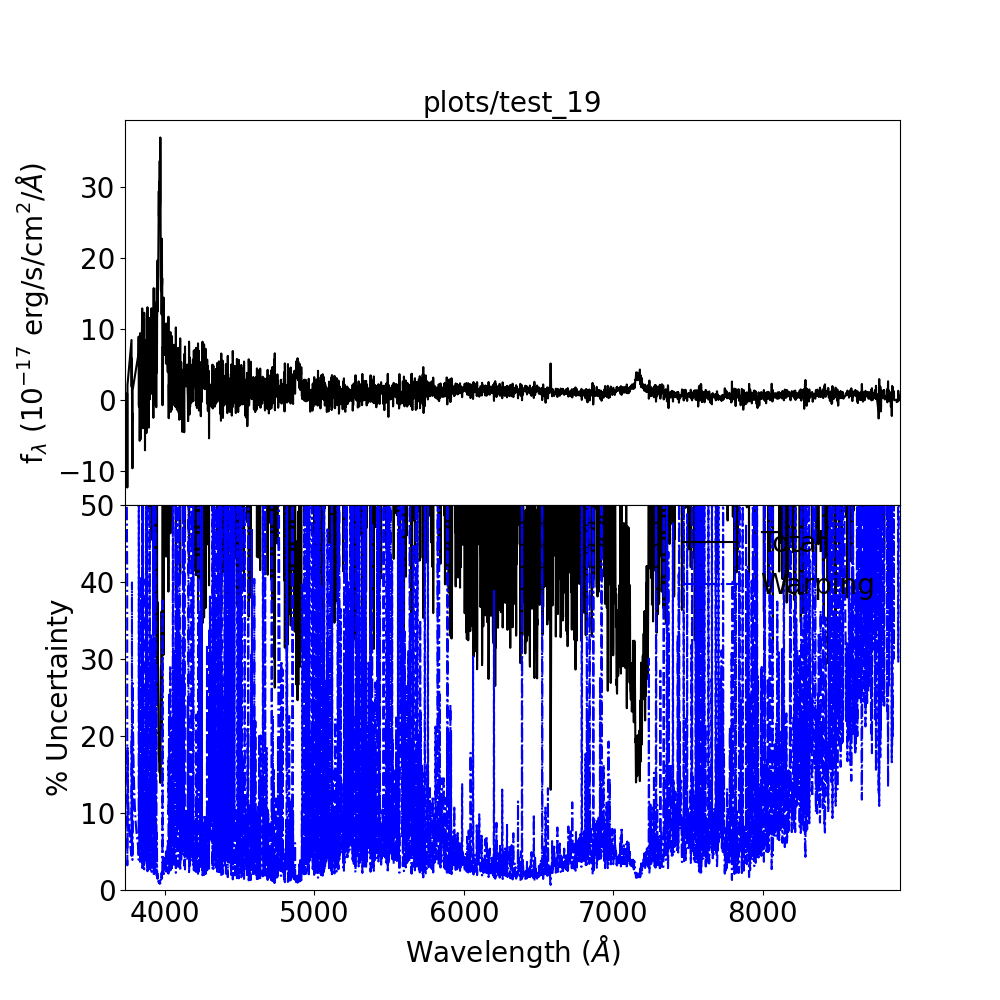 plots/test_19
f_λ (10^−17 erg/s/cm^2/Å)
30
20
10
0
−10
50
40
30
20
10
0
% Uncertainty
Total
Warping
4000 5000 6000 7000 8000
Wavelength (Å)